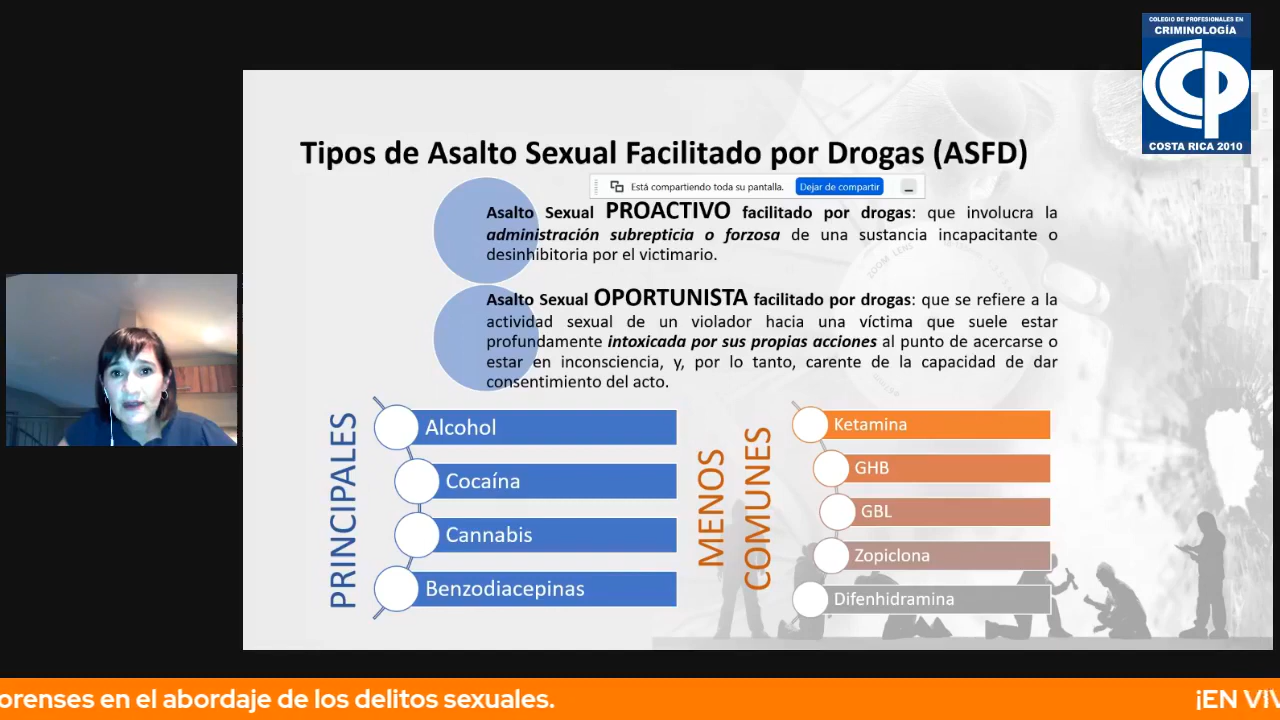 COLEGIO DE PROFESIONALES EN
CRIMINOLOGÍA
COSTA RICA 2010
Tipos de Asalto Sexual Facilitado por Drogas (ASFD)
Está compartiendo toda su pantalla. Dejar de compartir
Asalto Sexual PROACTIVO facilitado por drogas: que involucra la
administración subrepticia o forzosa de una sustancia incapacitante o
desinhibitoria por el victimario.
Asalto Sexual OPORTUNISTA facilitado por drogas: que se refiere a la
actividad sexual de un violador hacia una víctima que suele estar
profundamente intoxicada por sus propias acciones al punto de acercarse o
estar en inconsciencia, y, por lo tanto, carente de la capacidad de dar
consentimiento del acto.
PRINCIPALES
Alcohol
Cocaína
Cannabis
Benzodiacepinas
MENOS
COMUNES
Ketamina
GHB
GBL
Zopiclona
Difenhidramina
ZOOM LENS
orenses en el abordaje de los delitos sexuales.
¡EN VIV